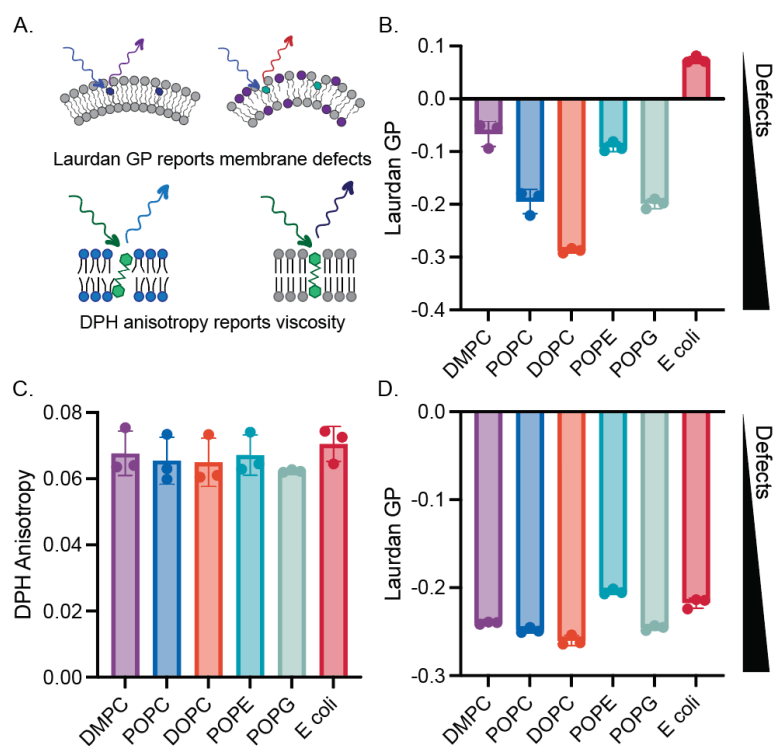 A.
Laurdan GP reports membrane defects
DPH anisotropy reports viscosity
B.
Laurdan GP
0.1
0.0
-0.1
-0.2
-0.3
-0.4
DMPC
POPC
DOPC
POPE
POPG
E coli
Defects
C.
DPH Anisotropy
0.08
0.06
0.04
0.02
0.00
DMPC
POPC
DOPC
POPE
POPG
E coli
D.
Laurdan GP
0.0
-0.1
-0.2
-0.3
DMPC
POPC
DOPC
POPE
POPG
E coli
Defects